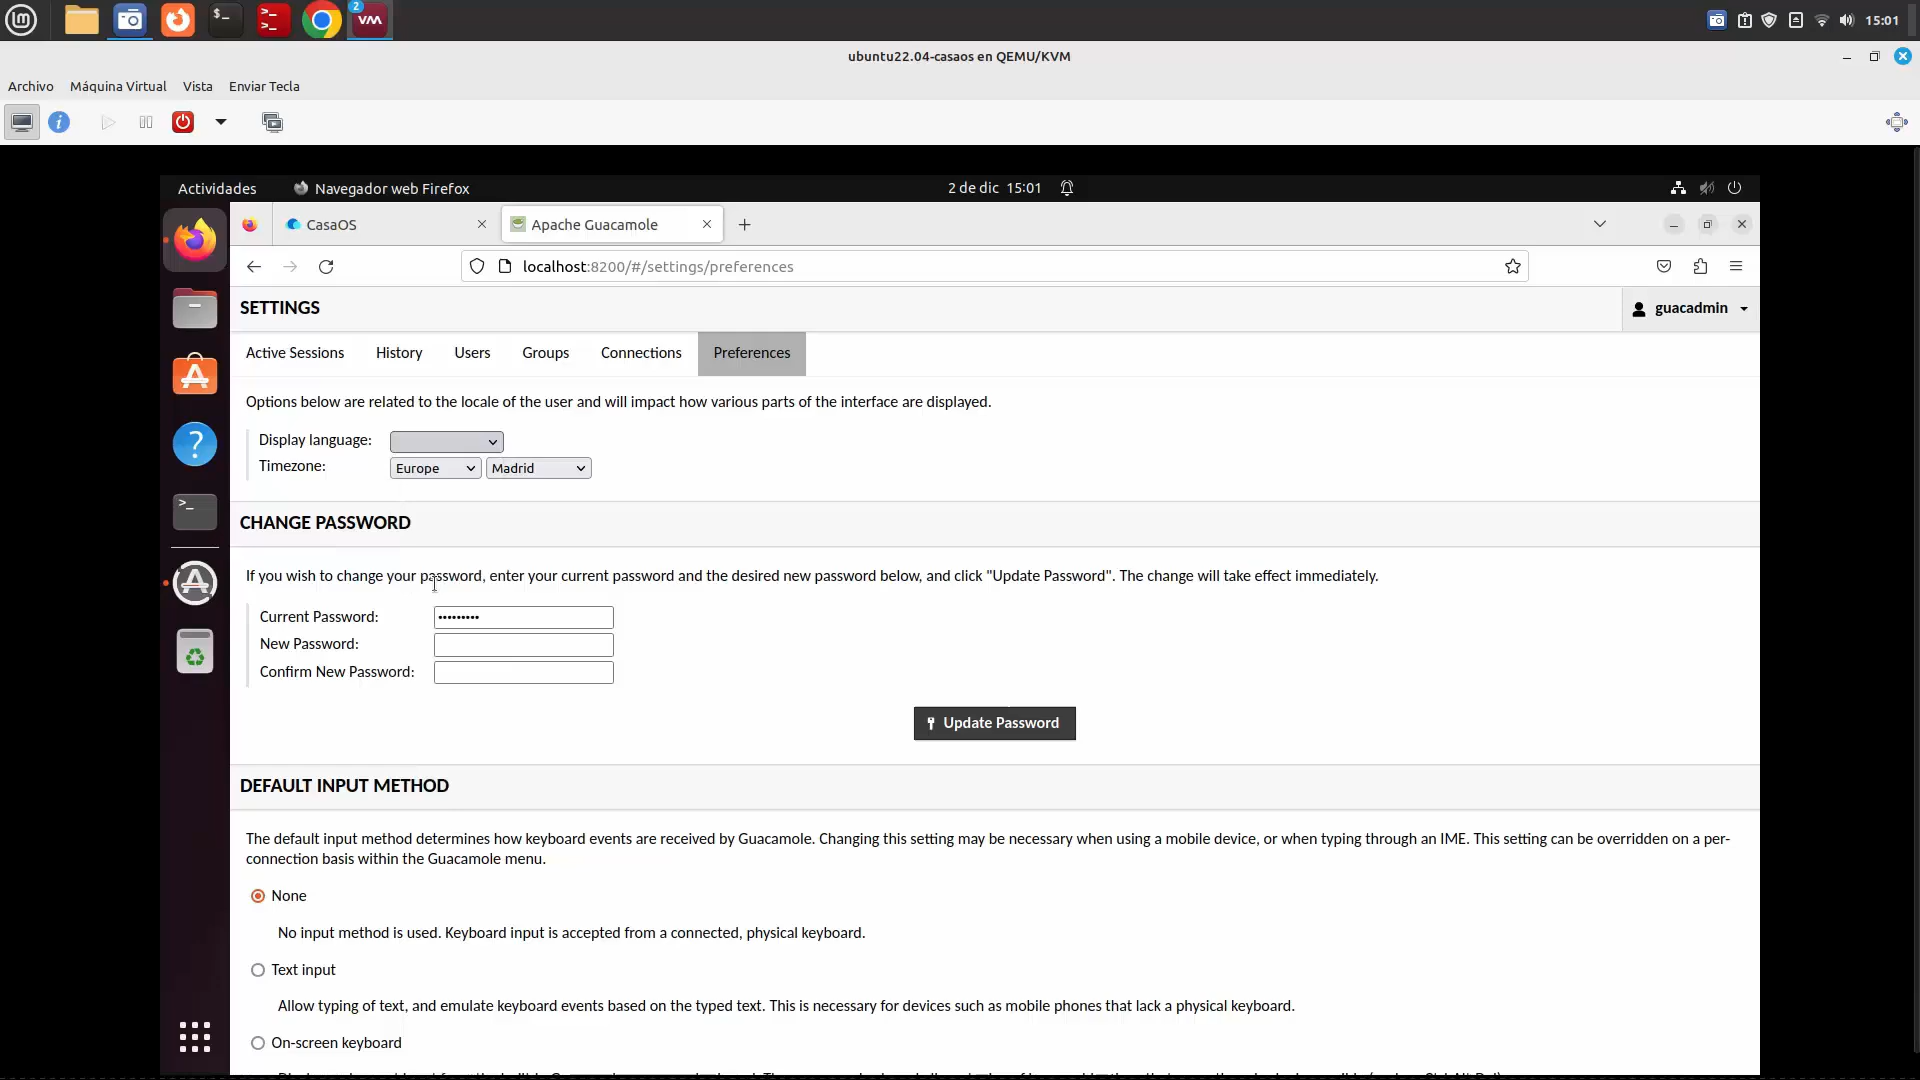 15:01
ubuntu22.04-casaos en QEMU/KVM
Archivo Máquina Virtual Vista Enviar Tecla
Actividades Navegador web Firefox 2 de dic 15:01
CasaOS Apache Guacamole
localhost:8200/#/settings/preferences
SETTINGS guacadmin
Active Sessions History Users Groups Connections Preferences
Options below are related to the locale of the user and will impact how various parts of the interface are displayed.
Display language:
Timezone: Europe Madrid
CHANGE PASSWORD
If you wish to change your password, enter your current password and the desired new password below, and click "Update Password". The change will take effect immediately.
Current Password: •••••••••
New Password:
Confirm New Password:
Update Password
DEFAULT INPUT METHOD
The default input method determines how keyboard events are received by Guacamole. Changing this setting may be necessary when using a mobile device, or when typing through an IME. This setting can be overridden on a per-
connection basis within the Guacamole menu.
None
No input method is used. Keyboard input is accepted from a connected, physical keyboard.
Text input
Allow typing of text, and emulate keyboard events based on the typed text. This is necessary for devices such as mobile phones that lack a physical keyboard.
On-screen keyboard